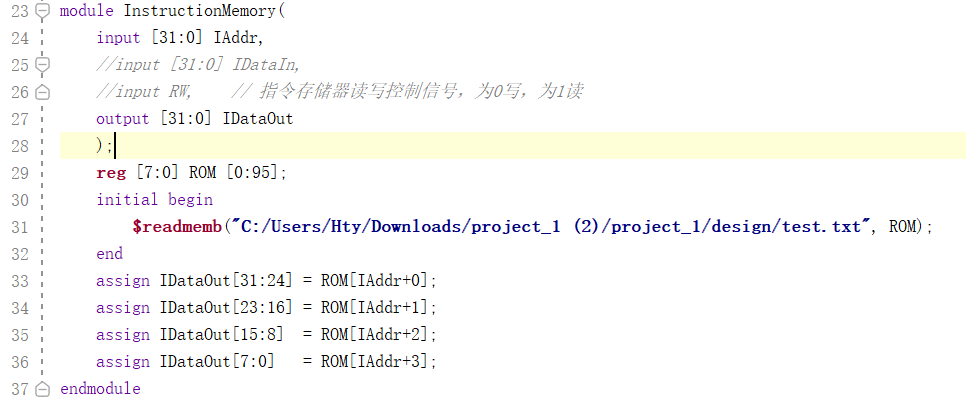 23 module InstructionMemory(
24     input [31:0] IAddr,
25     //input [31:0] IDataIn,
26     //input RW,    // 指令存储器读写控制信号，为0写，为1读
27     output [31:0] IDataOut
28     );
29     reg [7:0] ROM [0:95];
30     initial begin
31         $readmemb("C:/Users/Hty/Downloads/project_1 (2)/project_1/design/test.txt", ROM);
32     end
33     assign IDataOut[31:24] = ROM[IAddr+0];
34     assign IDataOut[23:16] = ROM[IAddr+1];
35     assign IDataOut[15:8]  = ROM[IAddr+2];
36     assign IDataOut[7:0]   = ROM[IAddr+3];
37 endmodule